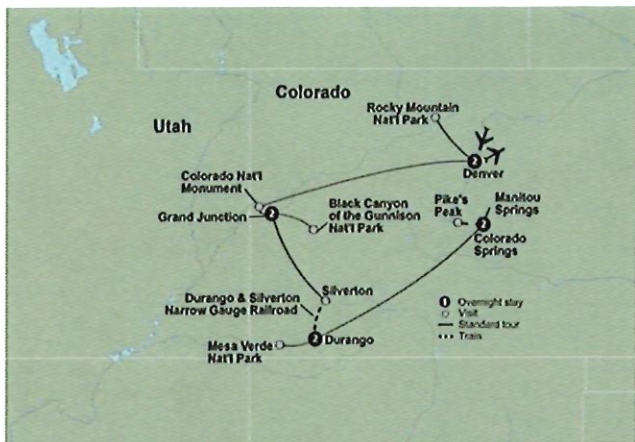 Colorado
Rocky Mountain
Nat'l Park
Utah
2
Denver
Colorado Nat'l
Monument
Grand Junction
2
Black Canyon
of the Gunnison
Nat'l Park
Pike's
Peak
Manitou
Springs
2
Colorado
Springs
Silverton
Durango & Silverton
Narrow Gauge Railroad
Mesa Verde
Nat'l Park
2
Durango
1 Overnight stay
Visit
Standard tour
Train